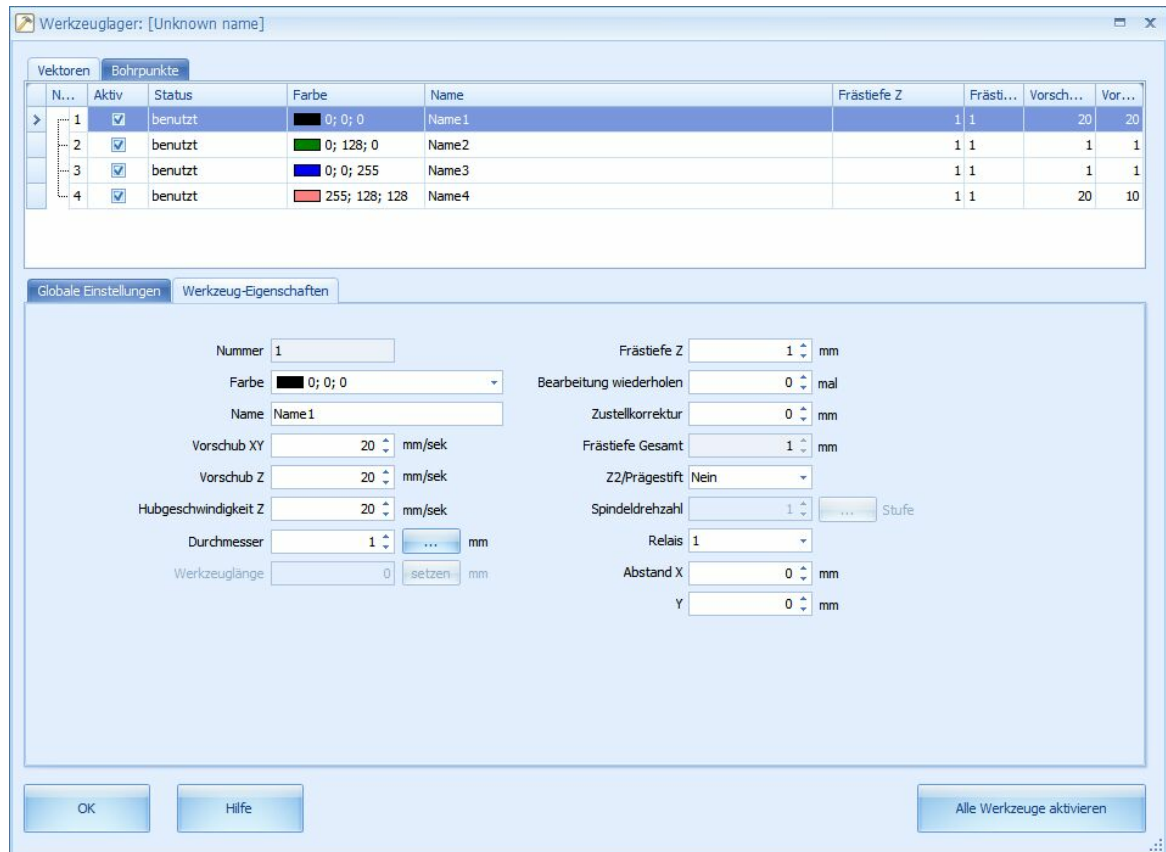 Werkzeuglager: [Unknown name]
Vektoren Bohrpunkte
N... Aktiv Status Farbe Name Frästiefe Z Frästi... Vorsch... Vor...
1 benutzt 0; 0; 0 Name1 1 1 20 20
2 benutzt 0; 128; 0 Name2 1 1 1 1
3 benutzt 0; 0; 255 Name3 1 1 1 1
4 benutzt 255; 128; 128 Name4 1 1 20 10
Globale Einstellungen Werkzeug-Eigenschaften
Nummer 1
Farbe 0; 0; 0
Name Name1
Vorschub XY 20 mm/sek
Vorschub Z 20 mm/sek
Hubgeschwindigkeit Z 20 mm/sek
Durchmesser 1 ... mm
Werkzeuglänge 0 setzen mm
Frästiefe Z 1 mm
Bearbeitung wiederholen 0 mal
Zustellkorrektur 0 mm
Frästiefe Gesamt 1 mm
Z2/Prägestift Nein
Spindeldrehzahl 1 ... Stufe
Relais 1
Abstand X 0 mm
Y 0 mm
OK Hilfe Alle Werkzeuge aktivieren